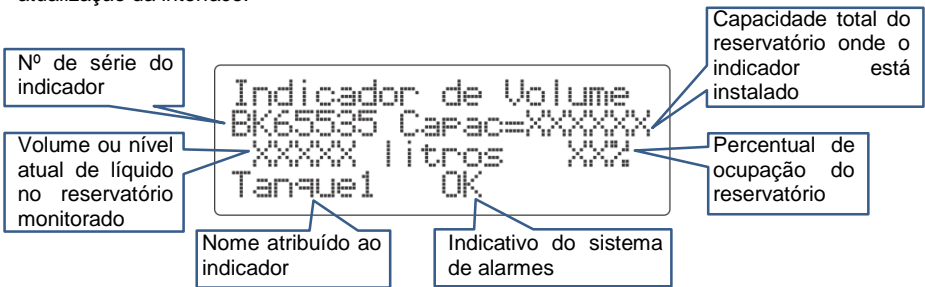 atualização da interface.
Capacidade total do
reservatório onde o
indicador está
instalado
Nº de série do
indicador
Indicador de Volume
BK65535 Capac=XXXXXX
XXXXX litros XX%
Tanque1 OK
Volume ou nível
atual de líquido
no reservatório
monitorado
Percentual de
ocupação do
reservatório
Nome atribuído ao
indicador
Indicativo do sistema
de alarmes